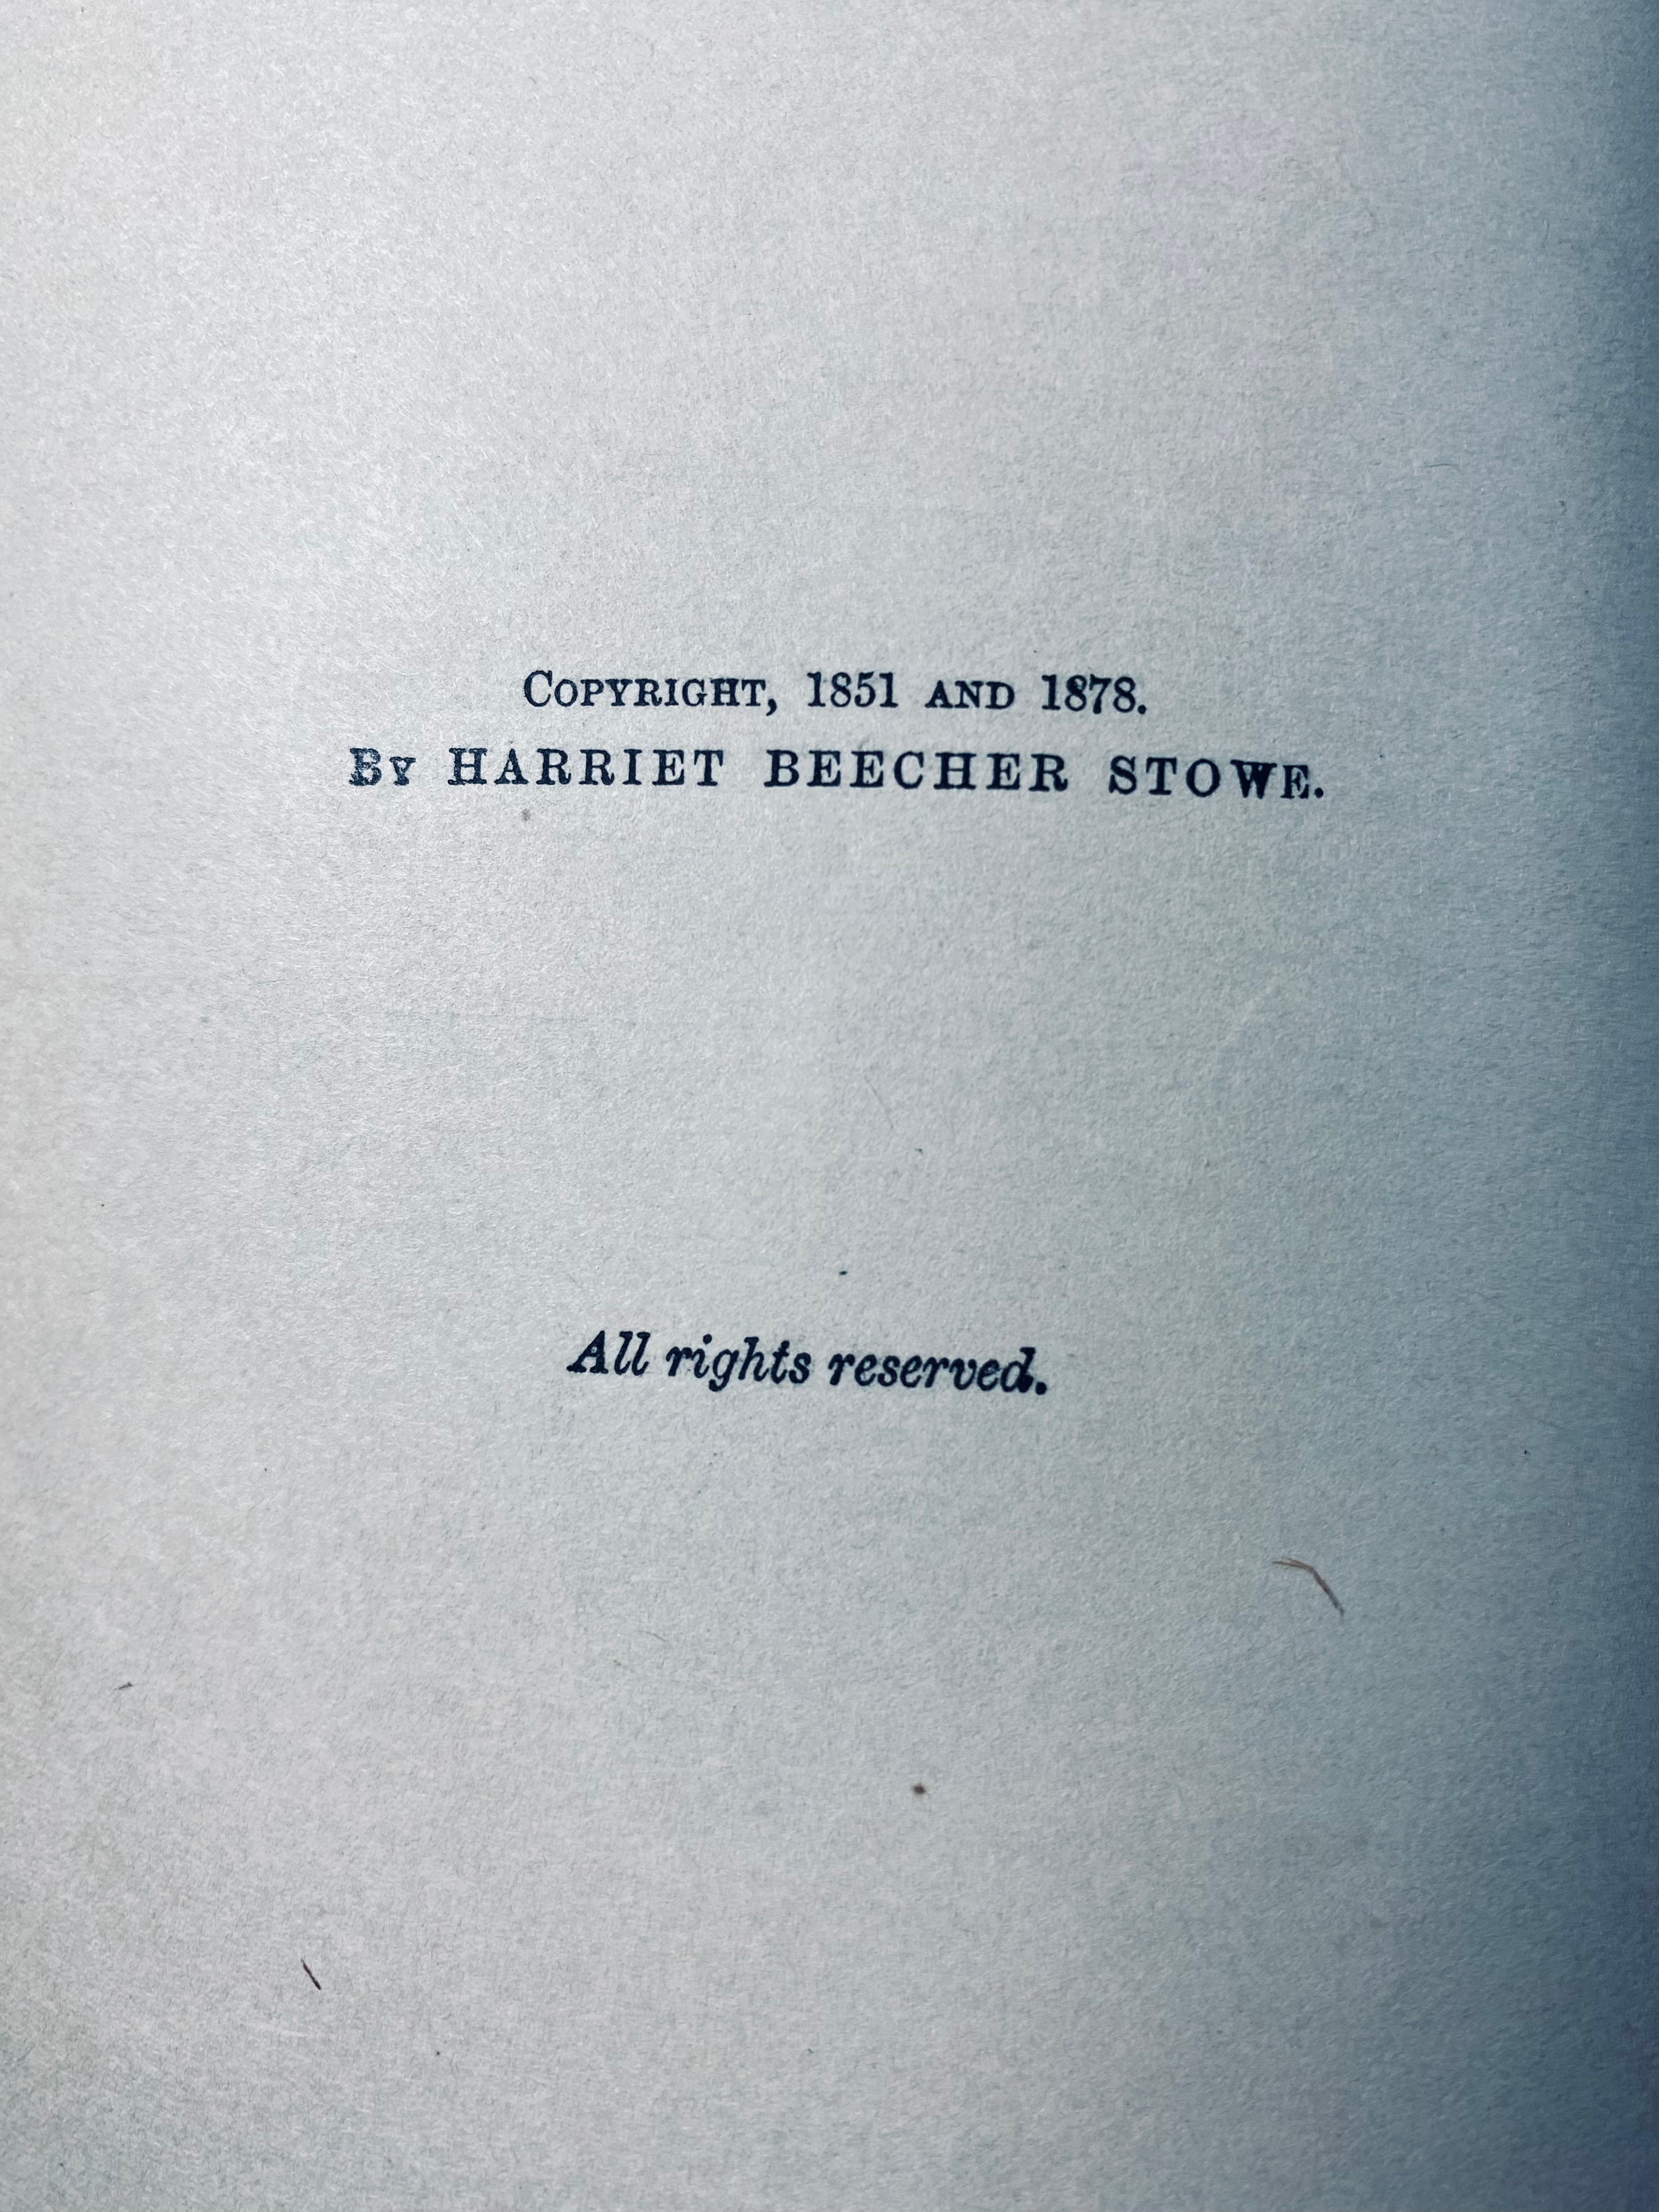 COPYRIGHT, 1851 AND 1878.
BY HARRIET BEECHER STOWE.
All rights reserved.